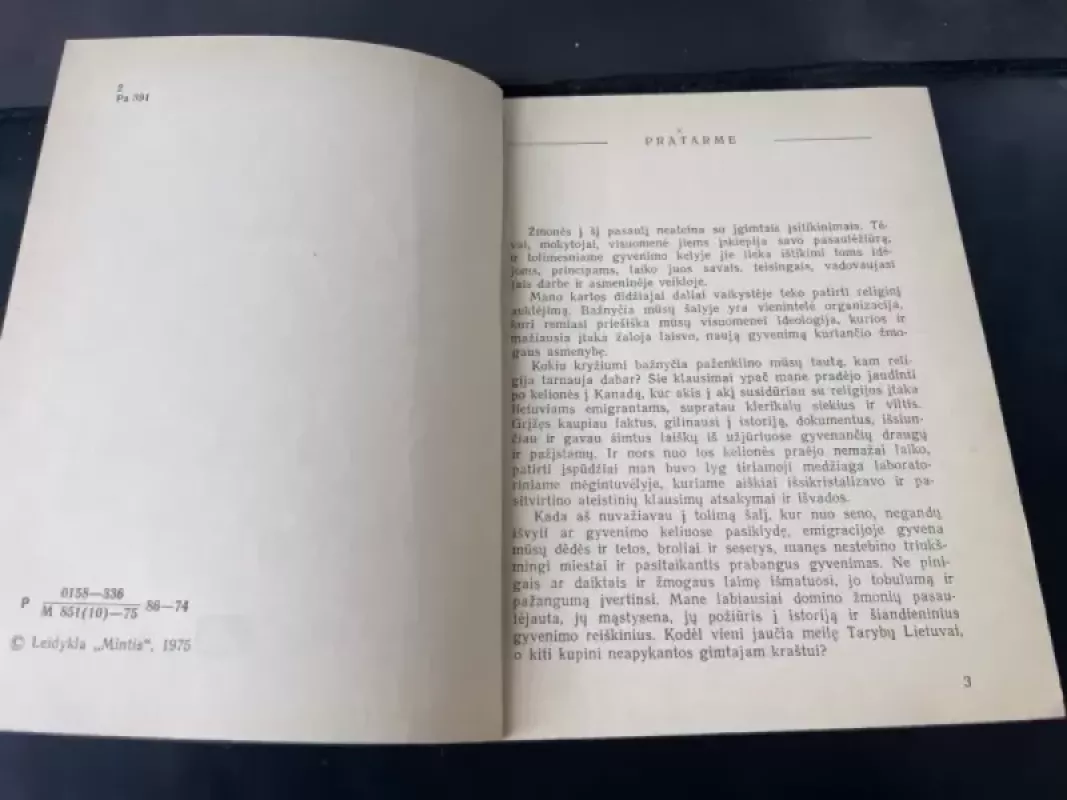 2
Pa 391
P 0158—336
M 851(10)—75 86—74
© Leidykla „Mintis“, 1975
PRATARMĖ
Žmonės į šį pasaulį neateina su įgimtais įsitikinimais. Tė-
vai, mokytojai, visuomenė jiems įskiepija savo pasaulėžiūrą,
ir tolimesniame gyvenimo kelyje jie lieka ištikimi toms idė-
joms, principams, laiko juos savais, teisingais, vadovaujasi
jais darbe ir asmeninėje veikloje.
Mano kartos didžiajai daliai vaikystėje teko patirti religinį
auklėjimą. Bažnyčia mūsų šalyje yra vienintelė organizacija,
kuri remiasi priešiška mūsų visuomenei ideologija, kurios ir
mažiausia įtaka žaloja laisvo, naują gyvenimą kuriančio žmo-
gaus asmenybę.
Kokiu kryžiumi bažnyčia paženklino mūsų tautą, kam reli-
gija tarnauja dabar? Šie klausimai ypač mane pradėjo jaudinti
po kelionės į Kanadą, kur akis į akį susidūriau su religijos įtaka
lietuviams emigrantams, supratau klerikalų siekius ir viltis.
Grįžęs kaupiau faktus, gilinausi į istoriją, dokumentus, išsiun-
čiau ir gavau šimtus laiškų iš užjūriuose gyvenančių draugų
ir pažįstamų. Ir nors nuo tos kelionės praėjo nemažai laiko,
patirti įspūdžiai man buvo lyg tiriamoji medžiaga laborato-
riniame mėgintuvėlyje, kuriame aiškiai išsikristalizavo ir pa-
sitvirtino ateistinių klausimų atsakymai ir išvados.
Kada aš nuvažiavau į tolimą šalį, kur nuo seno, negandų
išvyti ar gyvenimo keliuose pasiklydę, emigracijoje gyvena
mūsų dėdės ir tetos, broliai ir seserys, manęs nestebino triukš-
mingi miestai ir pasitaikantis prabangus gyvenimas. Ne pini-
gais ar daiktais ir žmogaus laimę išmatuosi, jo tobulumą ir
pažangumą įvertinsi. Mane labiausiai domino žmonių pasau-
lėjauta, jų mąstysena, jų požiūris į istoriją ir šiandieninius
gyvenimo reiškinius. Kodėl vieni jaučia meilę Tarybų Lietuvai,
o kiti kupini neapykantos gimtajam kraštui?
3